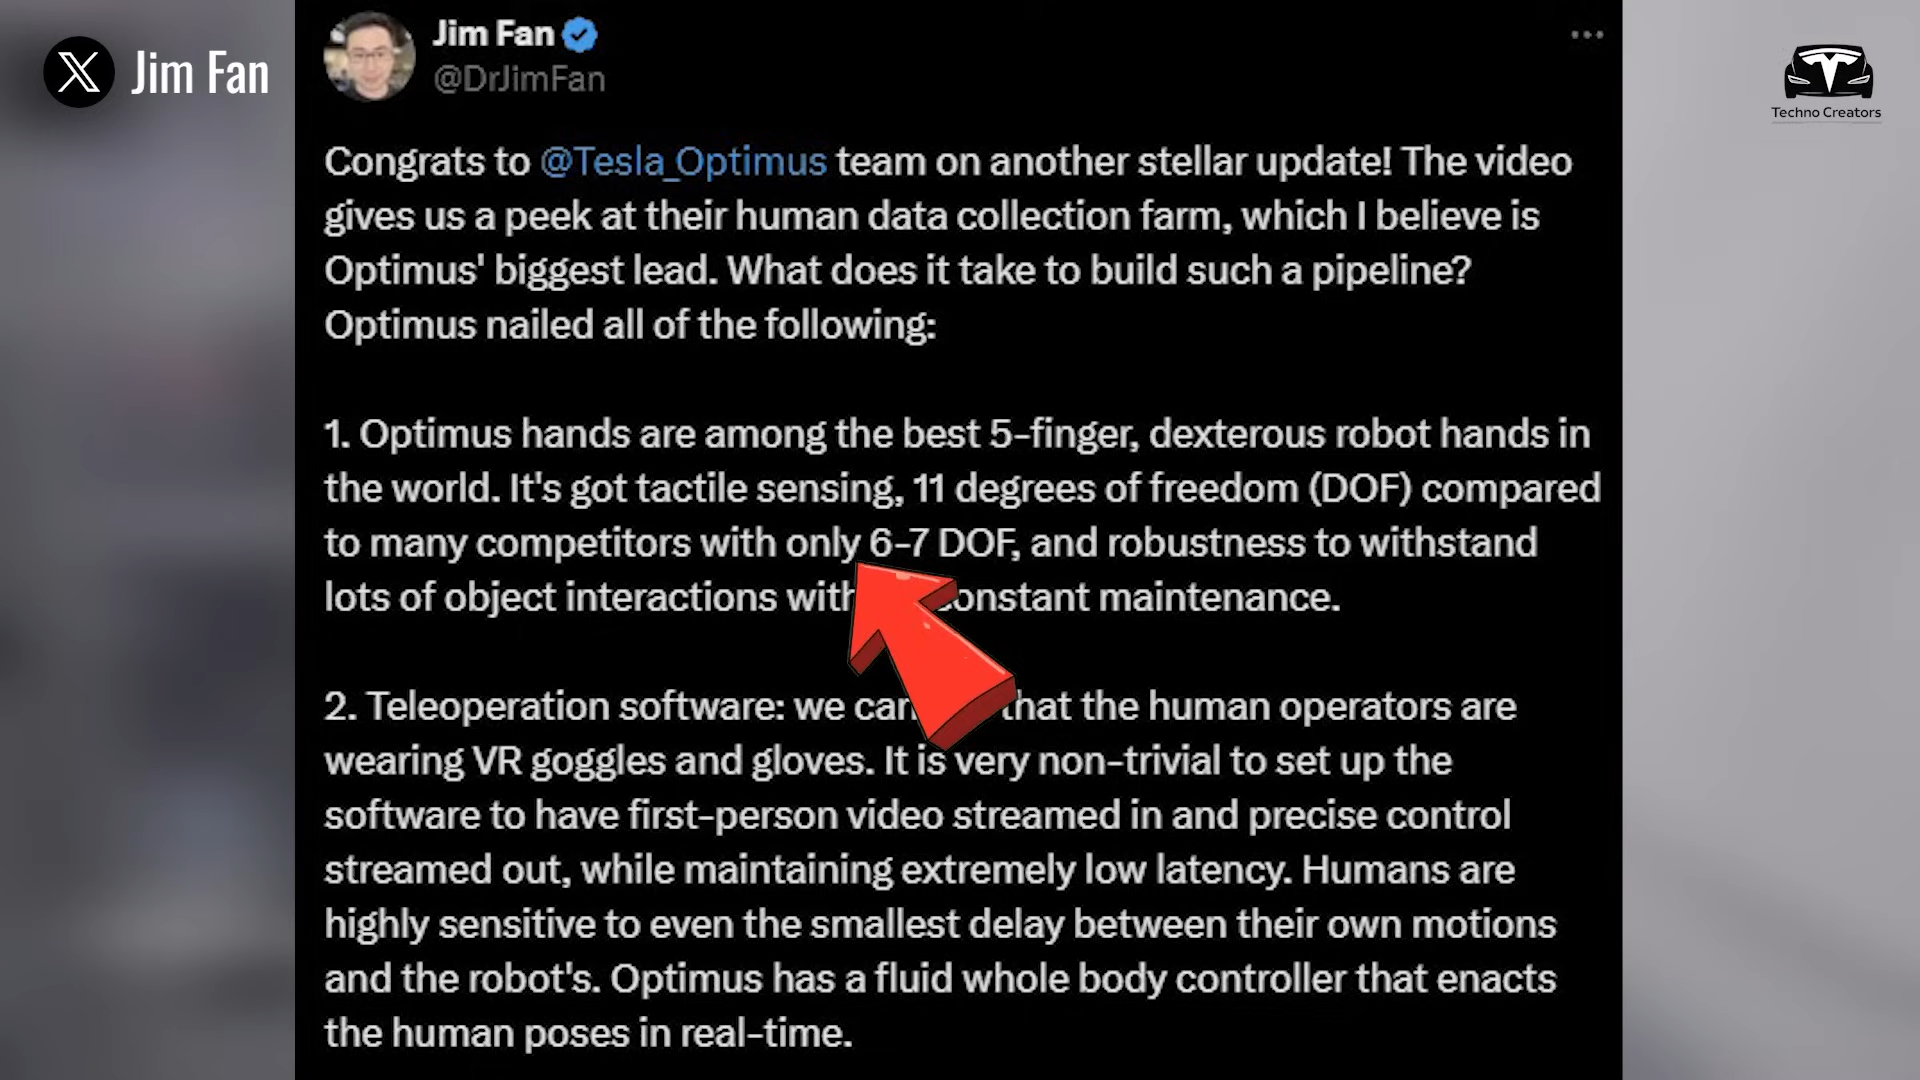 Jim Fan
Jim Fan
@DrJimFan
Techno Creators
Congrats to @Tesla_Optimus team on another stellar update! The video
gives us a peek at their human data collection farm, which I believe is
Optimus' biggest lead. What does it take to build such a pipeline?
Optimus nailed all of the following:
1. Optimus hands are among the best 5-finger, dexterous robot hands in
the world. It's got tactile sensing, 11 degrees of freedom (DOF) compared
to many competitors with only 6-7 DOF, and robustness to withstand
lots of object interactions constant maintenance.
2. Teleoperation software: we that the human operators are
wearing VR goggles and gloves. It is very non-trivial to set up the
software to have first-person video streamed in and precise control
streamed out, while maintaining extremely low latency. Humans are
highly sensitive to even the smallest delay between their own motions
and the robot's. Optimus has a fluid whole body controller that enacts
the human poses in real-time.